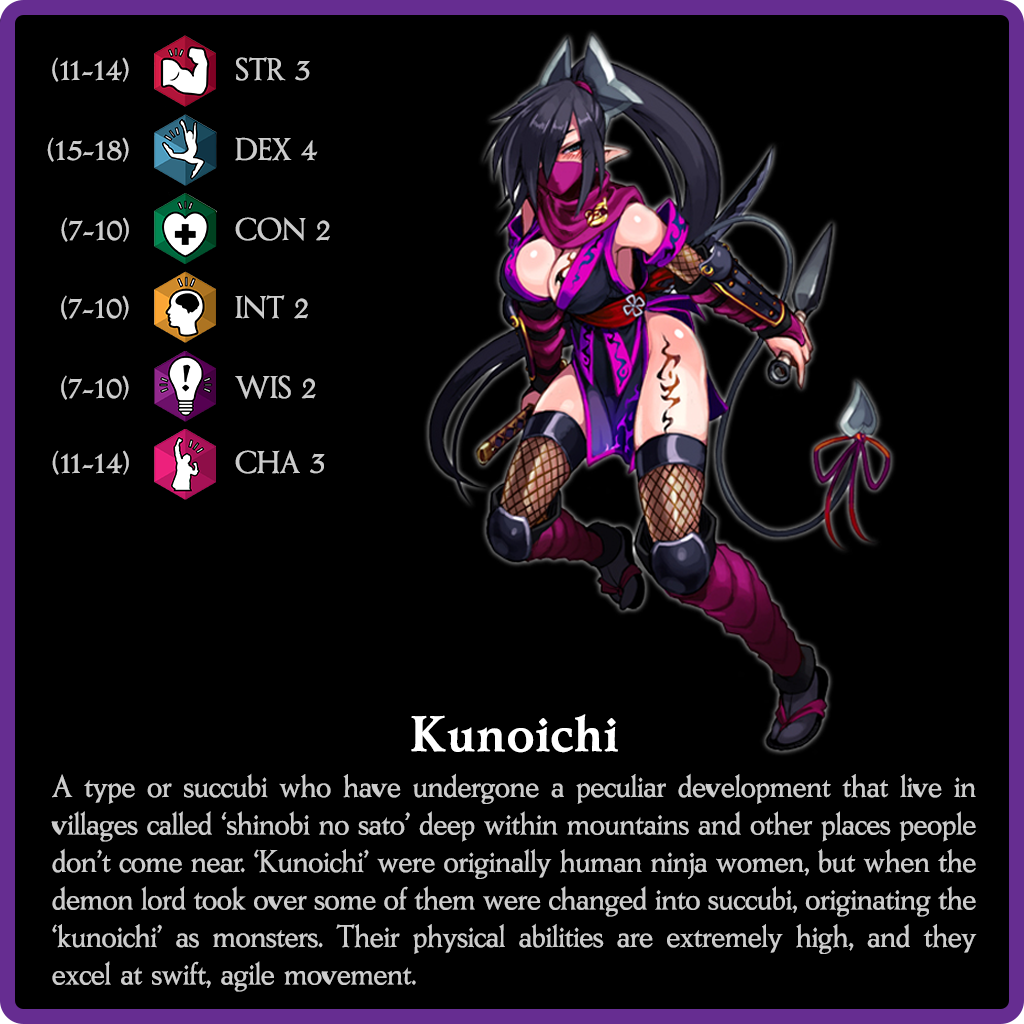 (11-14) STR 3
(15-18) DEX 4
(7-10) CON 2
(7-10) INT 2
(7-10) WIS 2
(11-14) CHA 3
Kunoichi
A type or succubi who have undergone a peculiar development that live in
villages called ‘shinobi no sato’ deep within mountains and other places people
don’t come near. ‘Kunoichi’ were originally human ninja women, but when the
demon lord took over some of them were changed into succubi, originating the
‘kunoichi’ as monsters. Their physical abilities are extremely high, and they
excel at swift, agile movement.